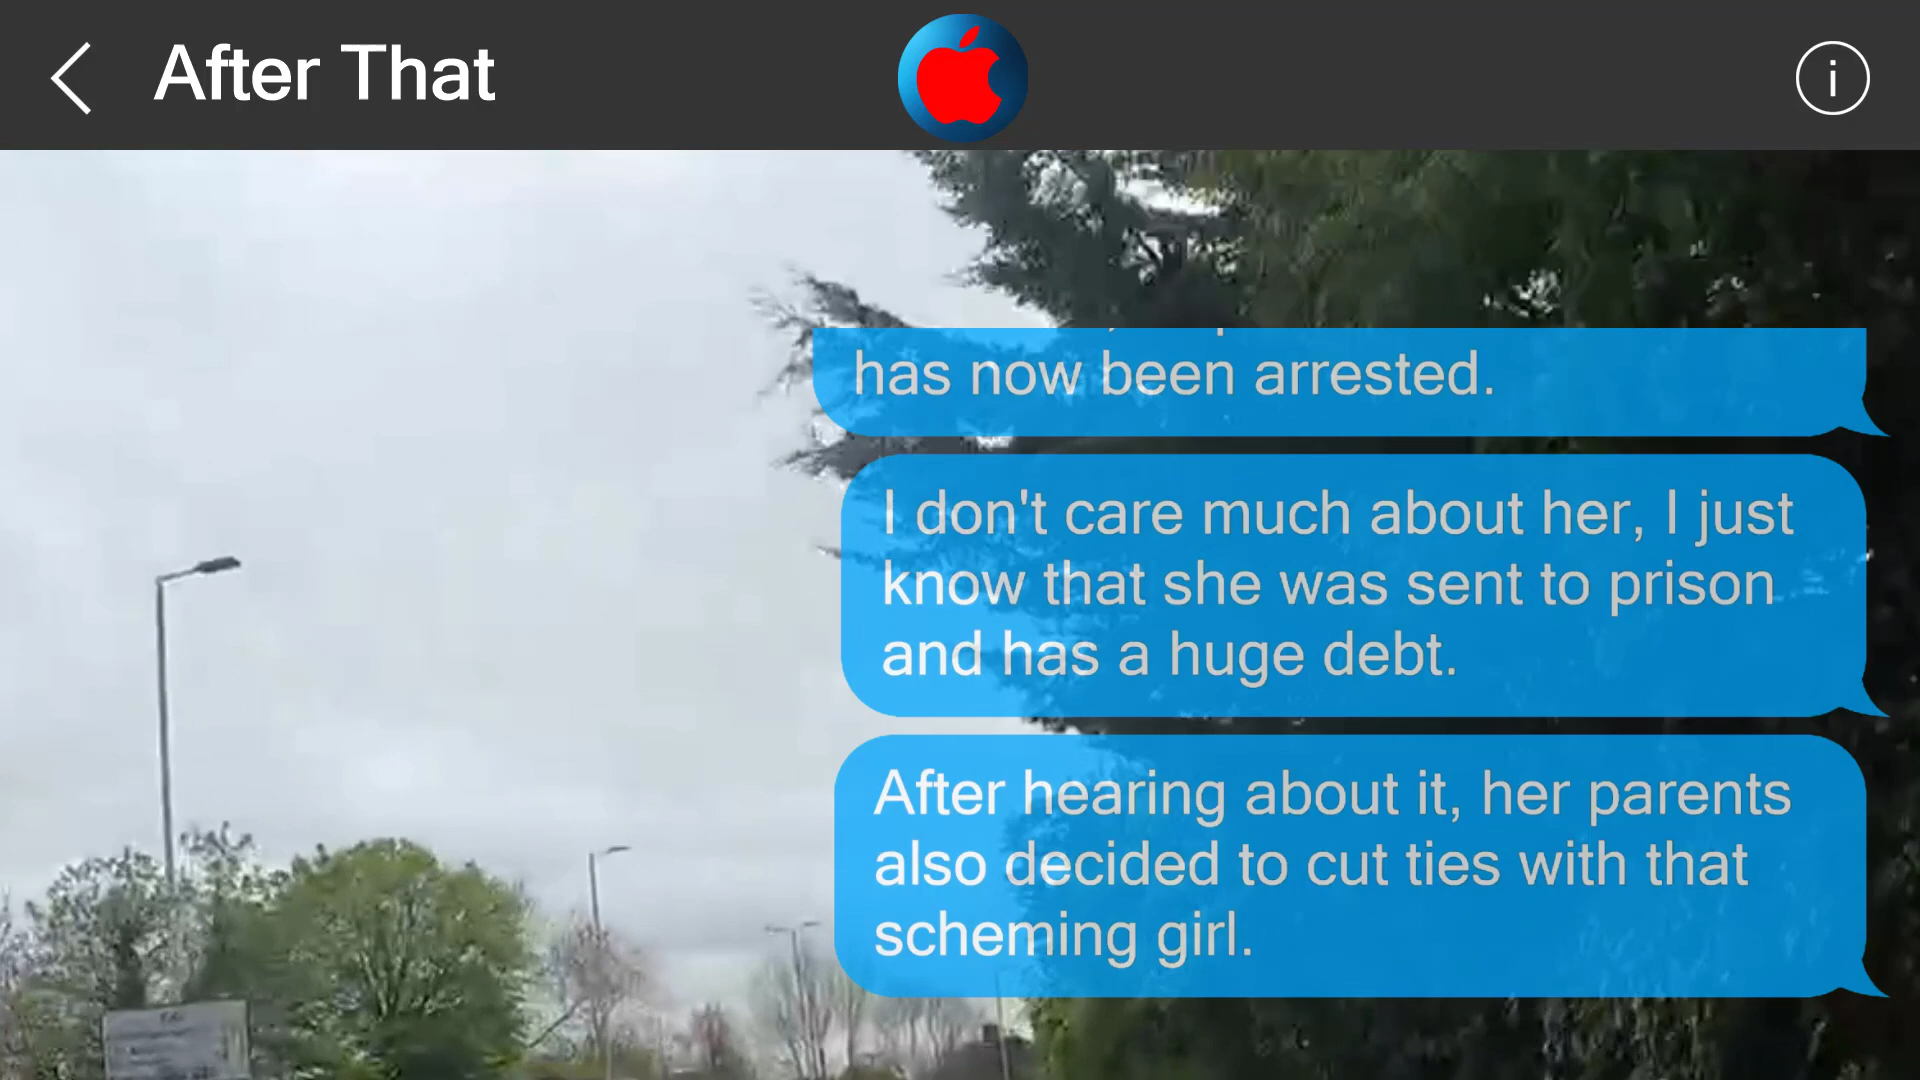 After That
i
has now been arrested.
I don't care much about her, I just
know that she was sent to prison
and has a huge debt.
After hearing about it, her parents
also decided to cut ties with that
scheming girl.